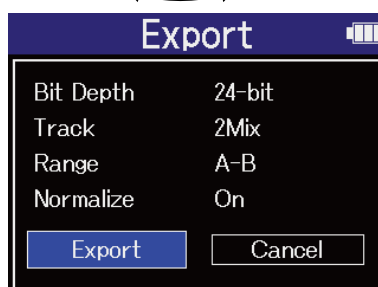 Export
Bit Depth 24-bit
Track 2Mix
Range A-B
Normalize On
Export Cancel